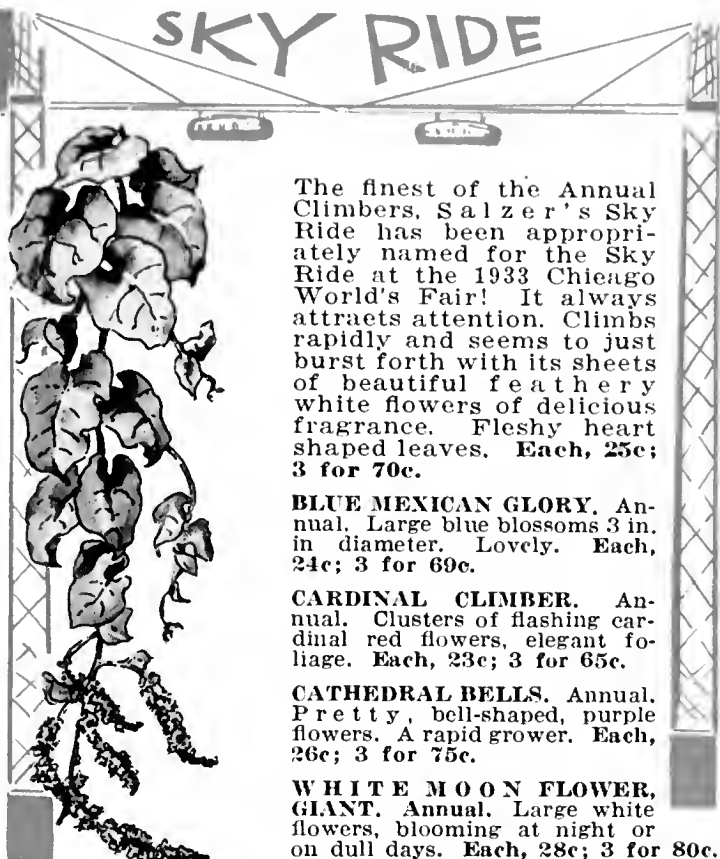 SKY RIDE
The finest of the Annual
Climbers, Salzer's Sky
Ride has been appropri-
ately named for the Sky
Ride at the 1933 Chicago
World's Fair! It always
attracts attention. Climbs
rapidly and seems to just
burst forth with its sheets
of beautiful feathery
white flowers of delicious
fragrance. Fleshy heart
shaped leaves. Each, 25c;
3 for 70c.
BLUE MEXICAN GLORY. An-
nual. Large blue blossoms 3 in.
in diameter. Lovely. Each,
24c; 3 for 69c.
CARDINAL CLIMBER. An-
nual. Clusters of flashing car-
dinal red flowers, elegant fo-
liage. Each, 23c; 3 for 65c.
CATHEDRAL BELLS. Annual.
Pretty, bell-shaped, purple
flowers. A rapid grower. Each,
26c; 3 for 75c.
WHITE MOON FLOWER,
GIANT. Annual. Large white
flowers, blooming at night or
on dull days. Each, 28c; 3 for 80c.